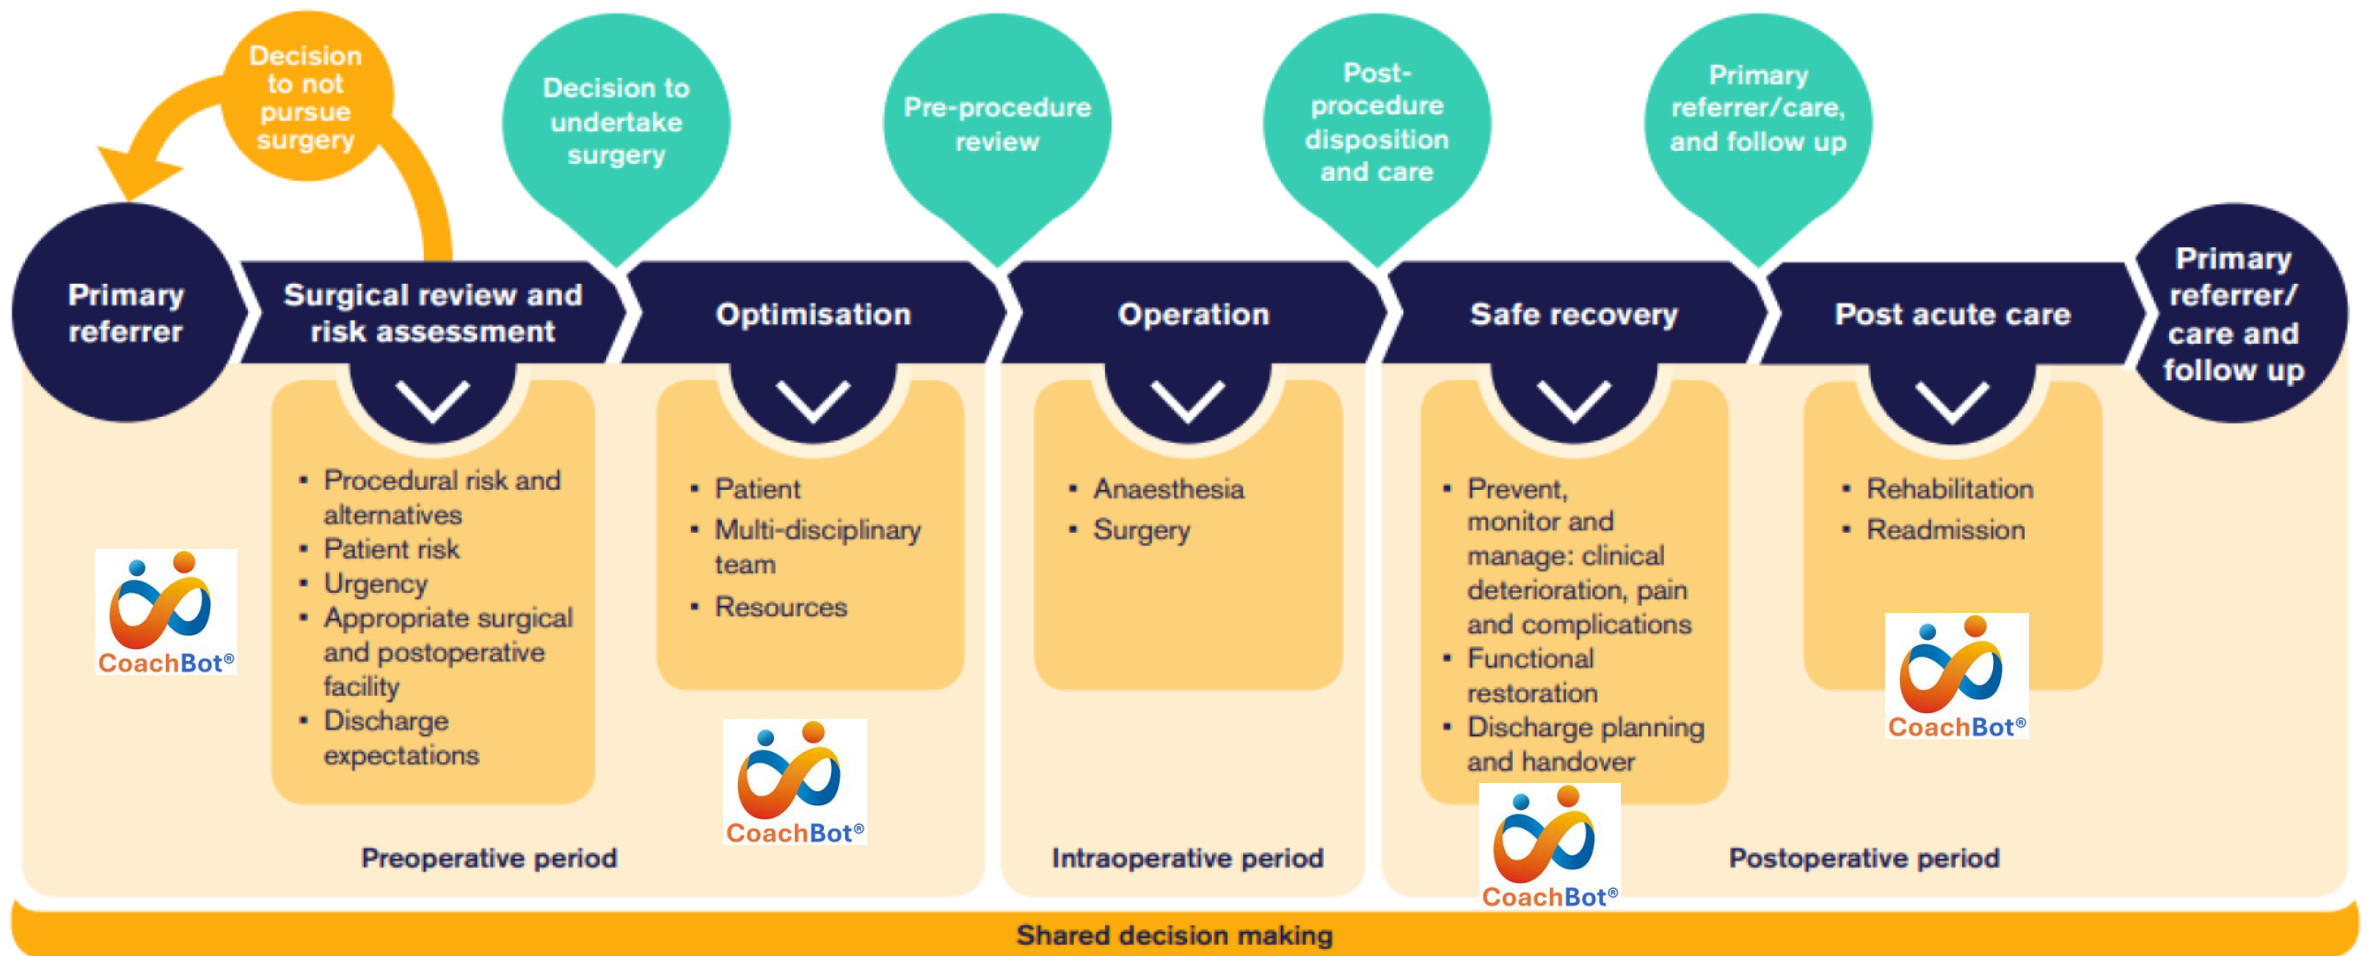 Decision
to not
pursue
surgery
Decision to
undertake
surgery
Pre-procedure
review
Post-
procedure
disposition
and care
Primary
referrer/care,
and follow up
Primary
referrer
Surgical review and
risk assessment
Optimisation
Operation
Safe recovery
Post acute care
Primary
referrer/
care and
follow up
▪ Procedural risk and
alternatives
▪ Patient risk
▪ Urgency
▪ Appropriate surgical
and postoperative
facility
▪ Discharge
expectations
▪ Patient
▪ Multi-disciplinary
team
▪ Resources
▪ Anaesthesia
▪ Surgery
▪ Prevent,
monitor and
manage: clinical
deterioration, pain
and complications
▪ Functional
restoration
▪ Discharge planning
and handover
▪ Rehabilitation
▪ Readmission
CoachBot®
CoachBot®
CoachBot®
CoachBot®
Preoperative period
Intraoperative period
Postoperative period
Shared decision making